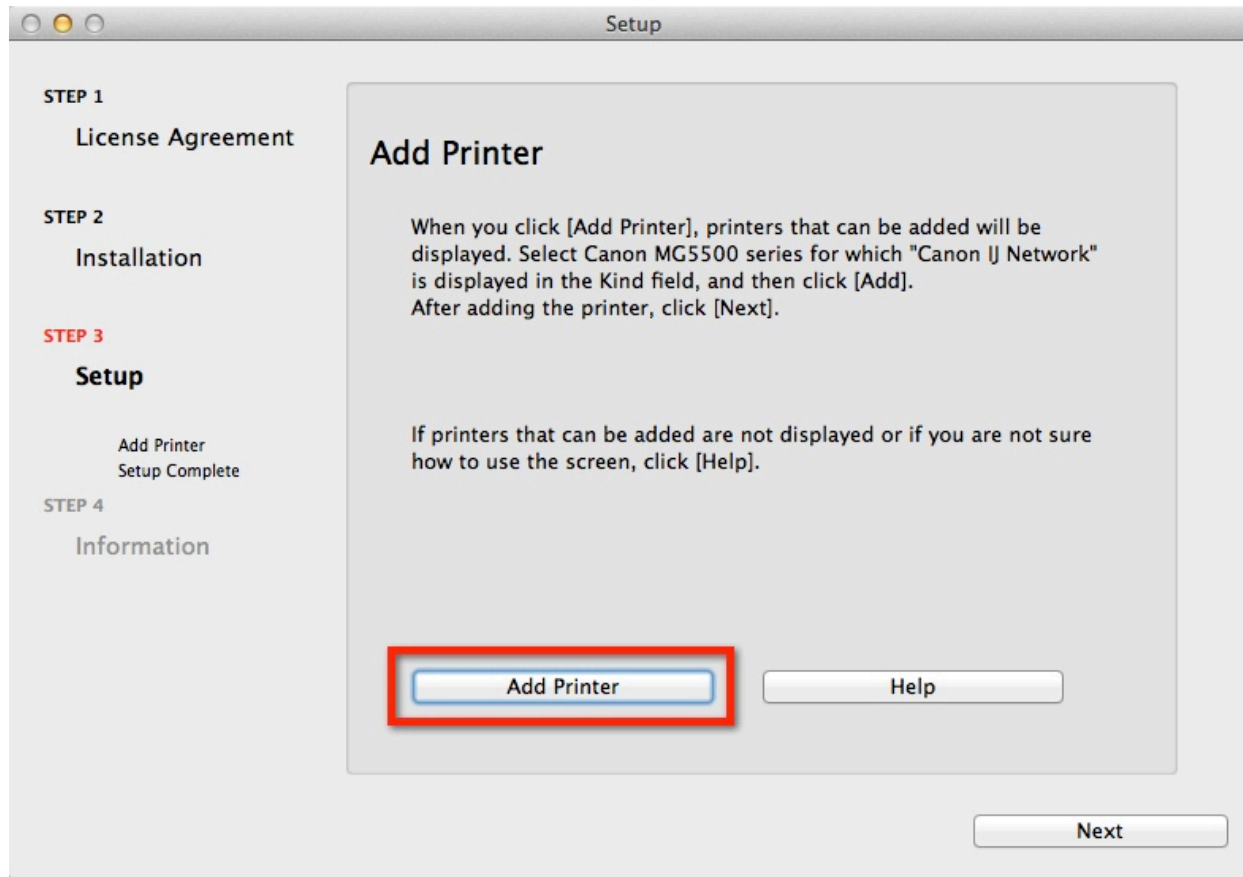 Setup
STEP 1
License Agreement
STEP 2
Installation
STEP 3
Setup
Add Printer
Setup Complete
STEP 4
Information
Add Printer
When you click [Add Printer], printers that can be added will be
displayed. Select Canon MG5500 series for which "Canon IJ Network"
is displayed in the Kind field, and then click [Add].
After adding the printer, click [Next].
If printers that can be added are not displayed or if you are not sure
how to use the screen, click [Help].
Add Printer
Help
Next